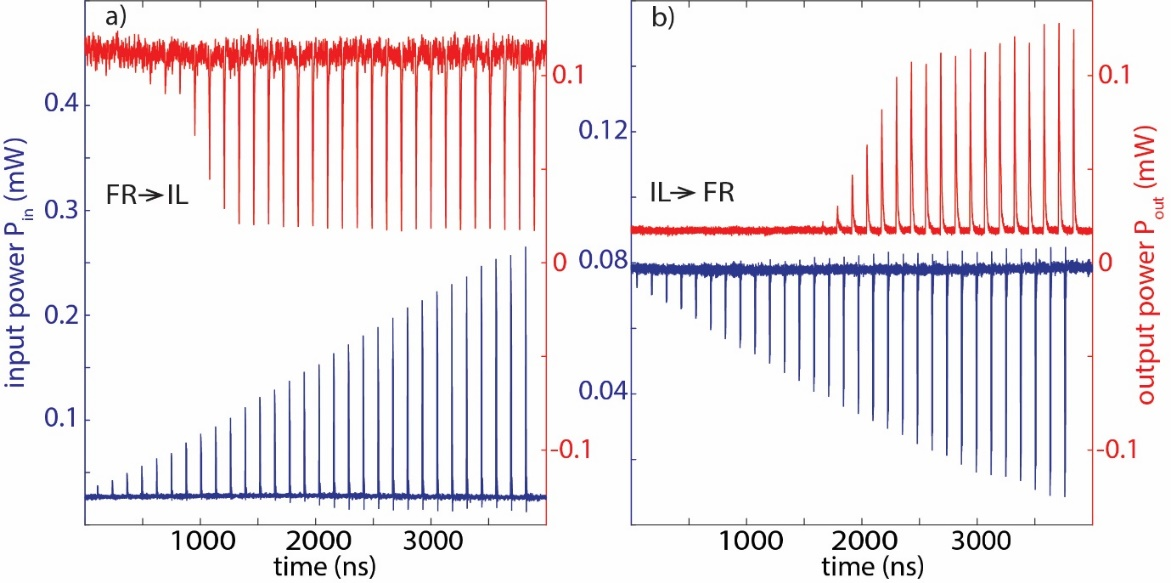 a)
input power P_in (mW)
0.4
0.3
0.2
0.1
0.1
0
-0.1
FR→IL
1000 2000 3000
time (ns)
b)
0.12
0.08
0.04
0.1
0
-0.1
IL→FR
output power P_out (mW)
1000 2000 3000
time (ns)